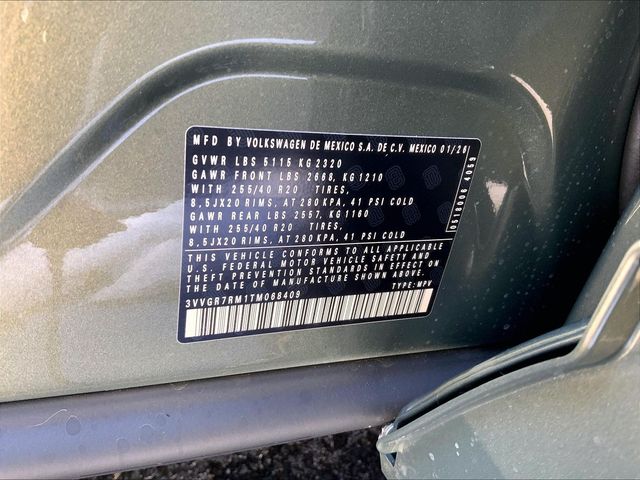 MFD BY VOLKSWAGEN DE MEXICO S.A. DE C.V. MEXICO 01/26
GVWR LBS 5115 KG 2320
GAWR FRONT LBS 2668, KG 1210
WITH 255/40 R20 TIRES,
8,5JX20 RIMS, AT 280 KPA, 41 PSI COLD
GAWR REAR LBS 2557, KG 1160
WITH 255/40 R20 TIRES,
8,5JX20 RIMS, AT 280 KPA, 41 PSI COLD
THIS VEHICLE CONFORMS TO ALL APPLICABLE
U.S. FEDERAL MOTOR VEHICLE SAFETY AND
THEFT PREVENTION STANDARDS IN EFFECT ON
THE DATE OF MANUFACTURE SHOWN ABOVE.
3VVGR7RM1TM068409 TYPE: MPV
0518006 4059